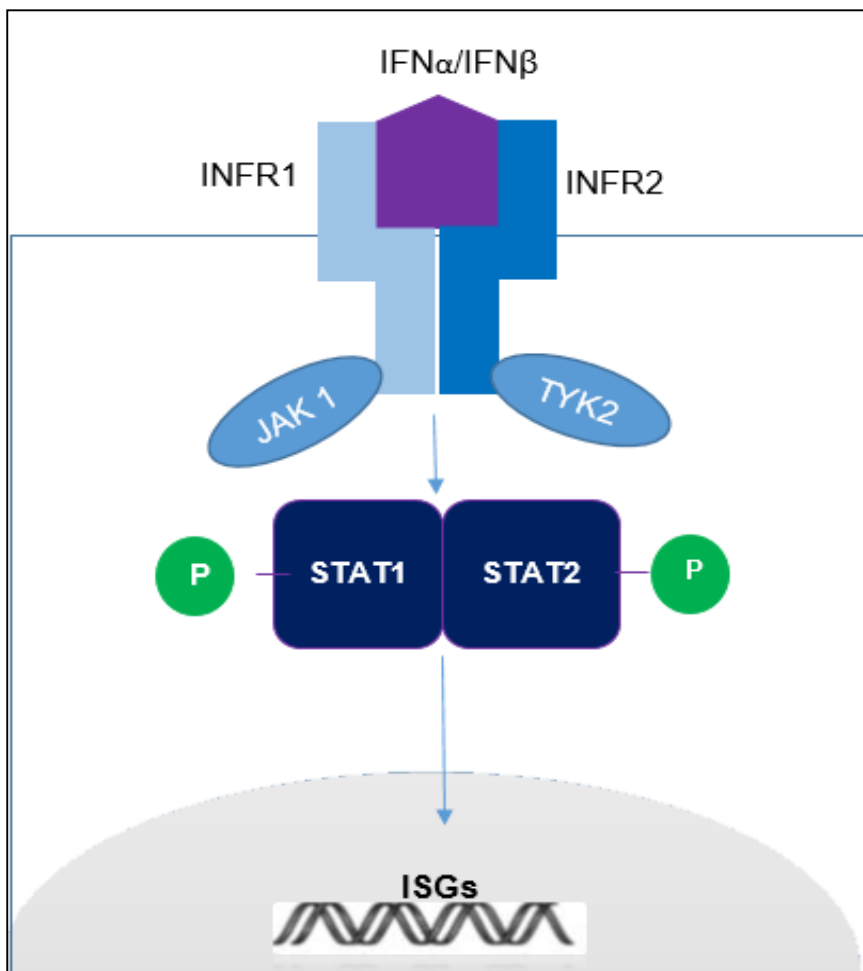 IFNα/IFNβ
INFR1
INFR2
JAK 1
TYK2
P
STAT1
STAT2
P
ISGs